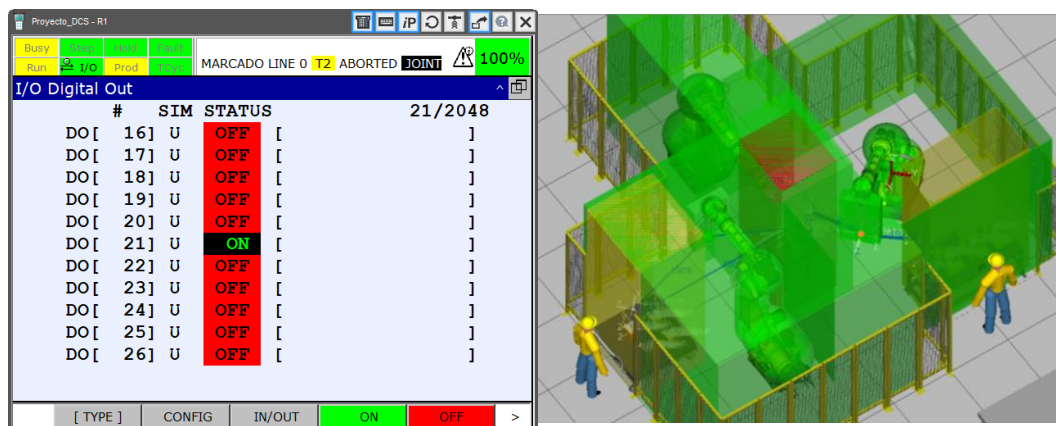 Proyecto_DCS - R1
iP
Busy Step Hold Fault
Run I/O Prod TCyc
MARCADO LINE 0 T2 ABORTED JOINT
100%
I/O Digital Out
# SIM STATUS 21/2048
DO[ 16] U OFF [ ]
DO[ 17] U OFF [ ]
DO[ 18] U OFF [ ]
DO[ 19] U OFF [ ]
DO[ 20] U OFF [ ]
DO[ 21] U ON [ ]
DO[ 22] U OFF [ ]
DO[ 23] U OFF [ ]
DO[ 24] U OFF [ ]
DO[ 25] U OFF [ ]
DO[ 26] U OFF [ ]
[ TYPE ] CONFIG IN/OUT ON OFF >